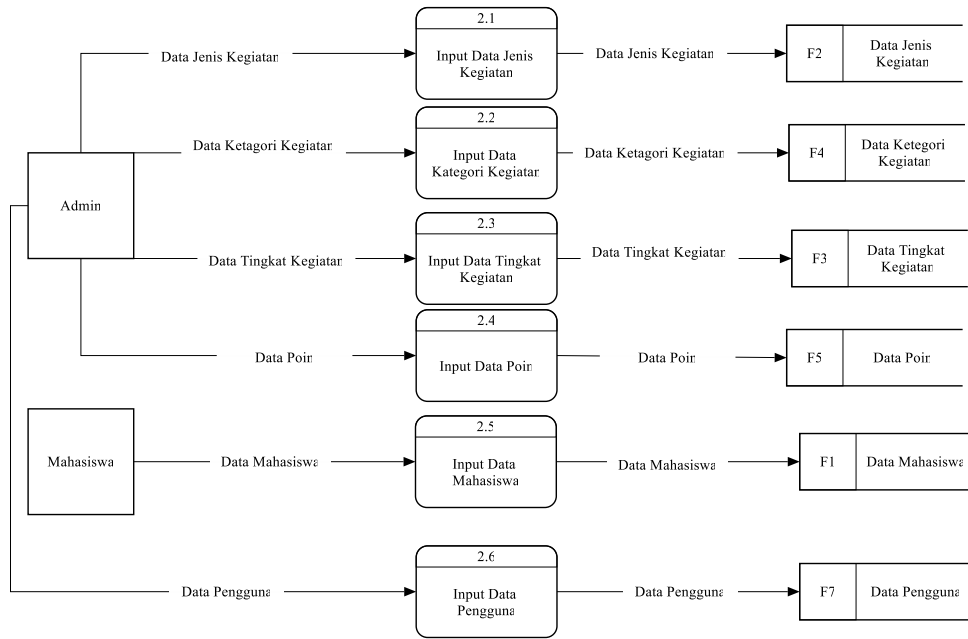 2.1
Data Jenis Kegiatan
Input Data Jenis
Kegiatan
Data Jenis Kegiatan
F2
Data Jenis
Kegiatan
2.2
Data Ketagori Kegiatan
Input Data
Kategori Kegiatan
Data Ketagori Kegiatan
F4
Data Ketegori
Kegiatan
Admin
2.3
Data Tingkat Kegiatan
Input Data Tingkat
Kegiatan
Data Tingkat Kegiatan
F3
Data Tingkat
Kegiatan
2.4
Data Poin
Input Data Poin
Data Poin
F5
Data Poin
2.5
Mahasiswa
Data Mahasiswa
Input Data
Mahasiswa
Data Mahasiswa
F1
Data Mahasiswa
2.6
Data Pengguna
Input Data
Pengguna
Data Pengguna
F7
Data Pengguna